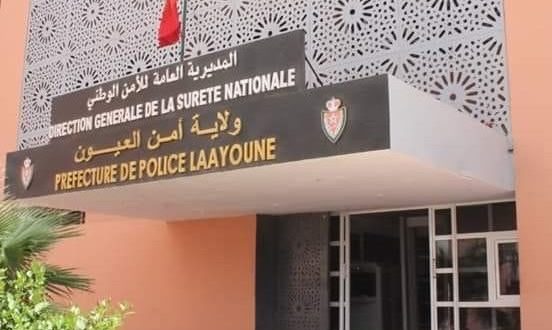 المديرية العامة للأمن الوطني
DIRECTION GENERALE DE LA SURETE NATIONALE
ولاية أمن العيون
PREFECTURE DE POLICE LAAYOUNE